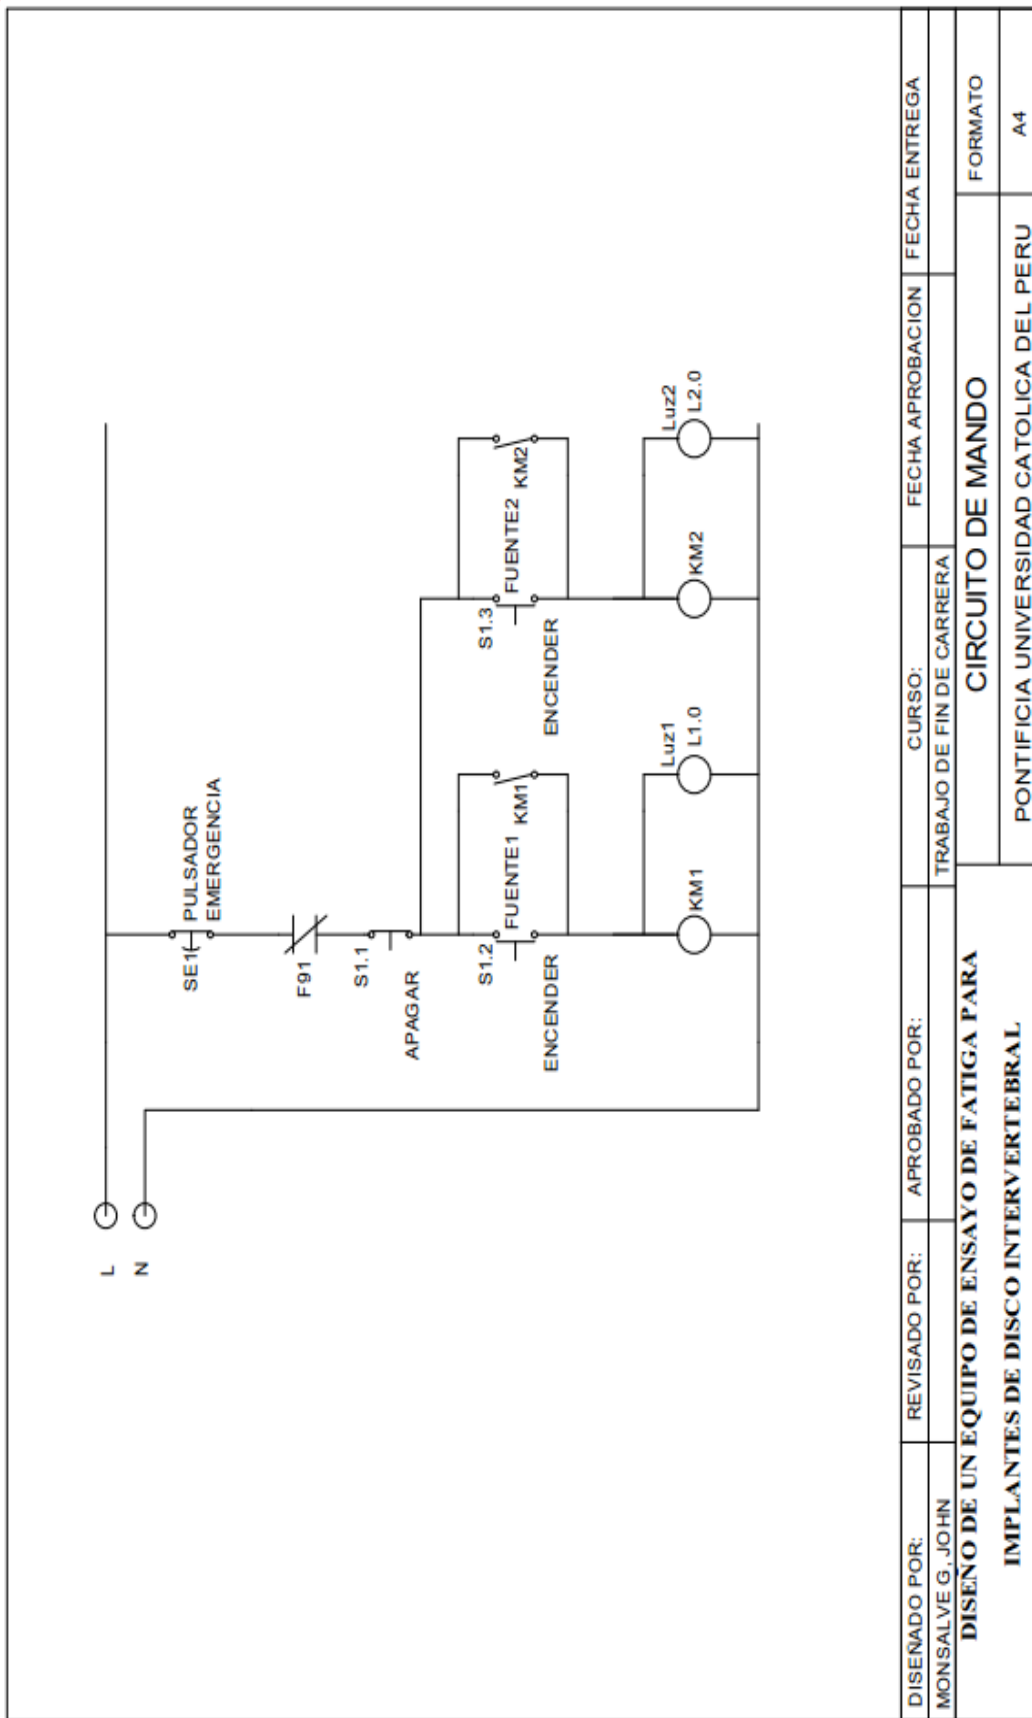 L
N
SE1
PULSADOR
EMERGENCIA
F91
S1.1
APAGAR
S1.2
FUENTE1
KM1
ENCENDER
S1.3
FUENTE2
KM2
ENCENDER
KM1
Luz1
L1.0
KM2
Luz2
L2.0
DISEÑADO POR:
REVISADO POR:
APROBADO POR:
CURSO:
FECHA APROBACION
FECHA ENTREGA
MONSALVE G, JOHN
TRABAJO DE FIN DE CARRERA
DISEÑO DE UN EQUIPO DE ENSAYO DE FATIGA PARA
IMPLANTES DE DISCO INTERVERTEBRAL
CIRCUITO DE MANDO
FORMATO
PONTIFICIA UNIVERSIDAD CATOLICA DEL PERU
A4